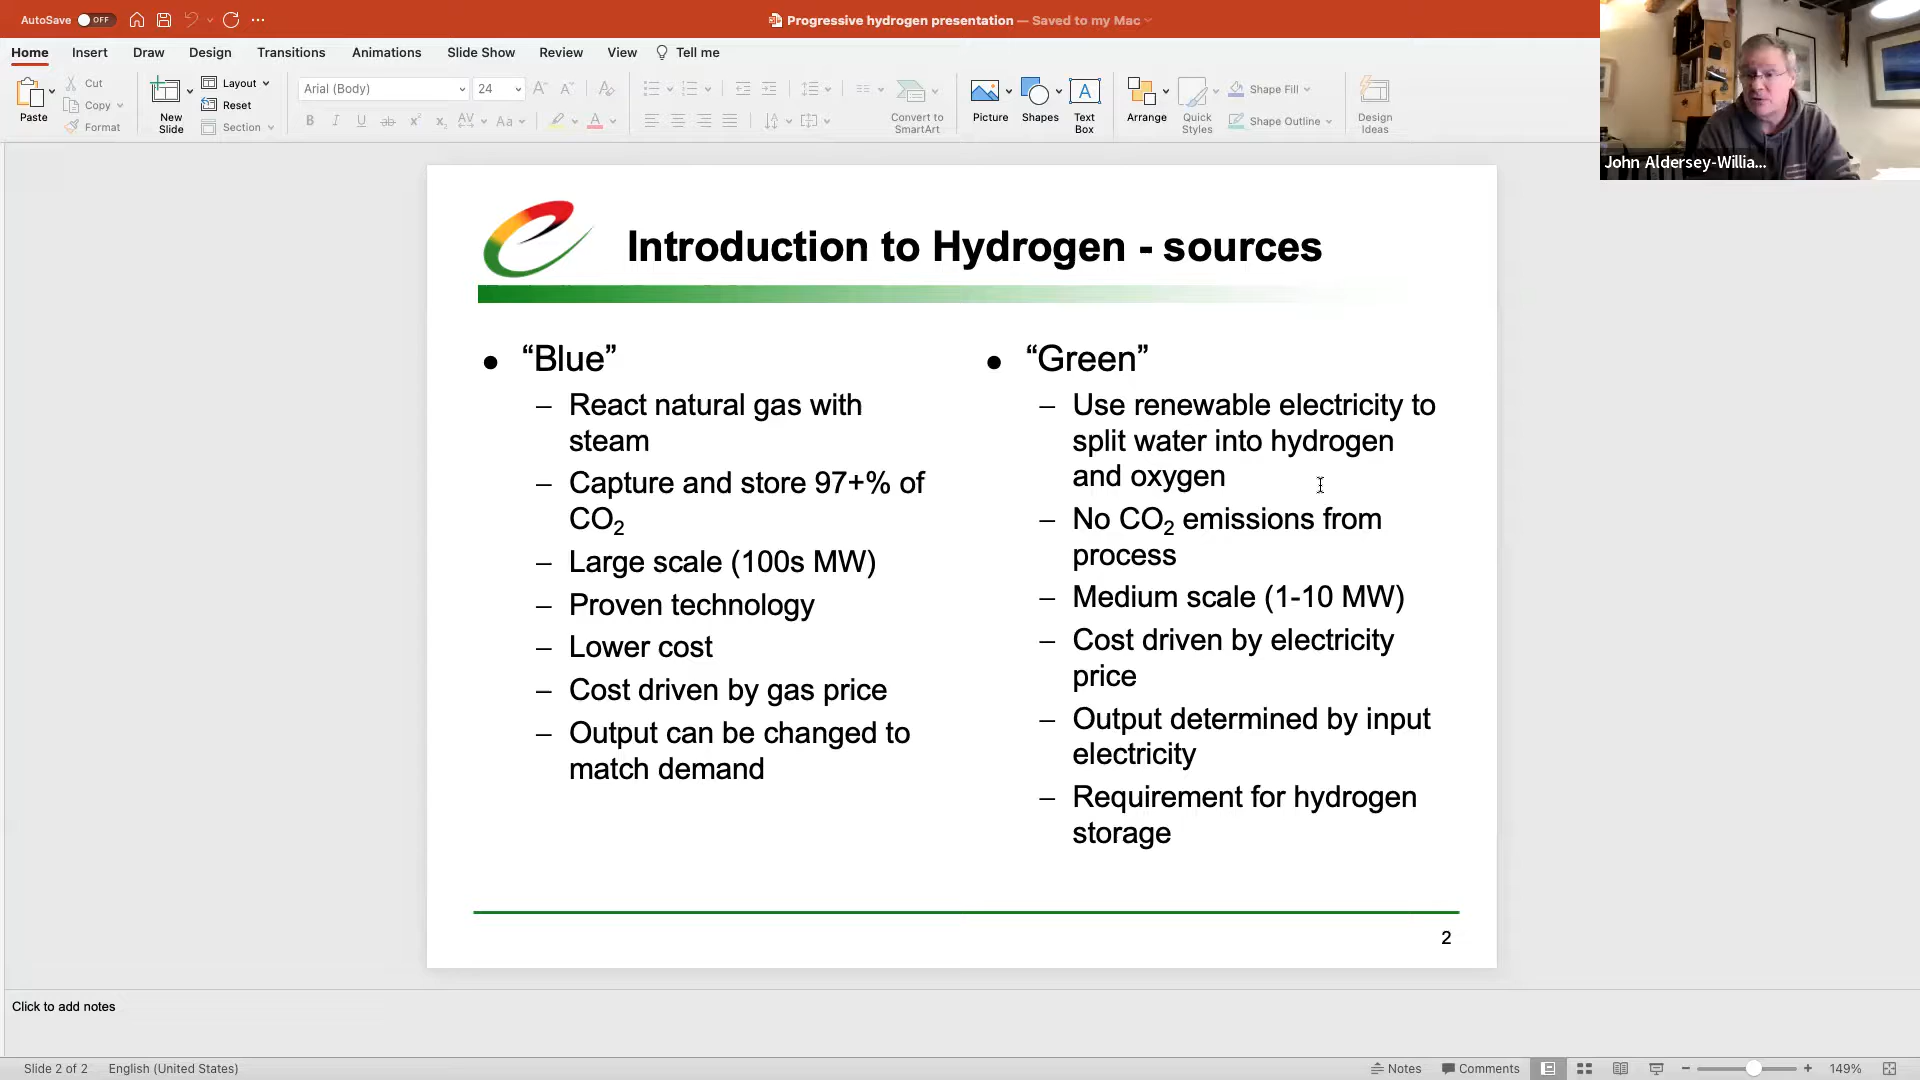 AutoSave OFF
Progressive hydrogen presentation — Saved to my Mac
Home Insert Draw Design Transitions Animations Slide Show Review View Tell me
Paste
Cut
Copy
Format
New
Slide
Layout
Reset
Section
Arial (Body) 24
B I U ab x² x₂ AV Aa A
Convert to
SmartArt
Picture
Shapes
Text
Box
Arrange
Quick
Styles
Shape Fill
Shape Outline
Design
Ideas
John Aldersey-Willia...
Introduction to Hydrogen - sources
● “Blue”
– React natural gas with
steam
– Capture and store 97+% of
CO₂
– Large scale (100s MW)
– Proven technology
– Lower cost
– Cost driven by gas price
– Output can be changed to
match demand
● “Green”
– Use renewable electricity to
split water into hydrogen
and oxygen
– No CO₂ emissions from
process
– Medium scale (1-10 MW)
– Cost driven by electricity
price
– Output determined by input
electricity
– Requirement for hydrogen
storage
2
Click to add notes
Slide 2 of 2 English (United States) Notes Comments 149%